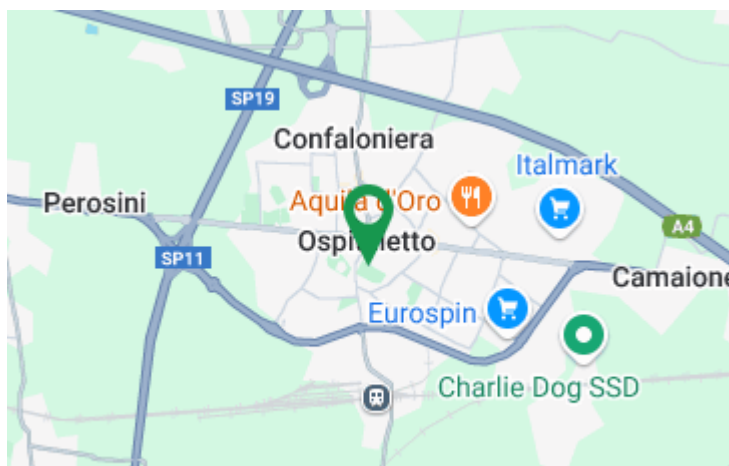 SP19
Confaloniera
Italmark
Perosini
Aquila d'Oro
A4
Ospitaletto
SP11
Camaione
Eurospin
Charlie Dog SSD